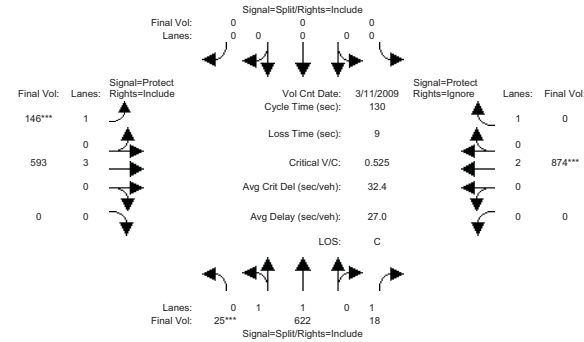 Signal=Split/Rights=Include
Final Vol: 0 0 0
Lanes: 0 0 0 0 0
Signal=Protect Signal=Protect
Final Vol: Lanes: Rights=Include Vol Cnt Date: 3/11/2009 Rights=Ignore Lanes: Final Vol:
Cycle Time (sec): 130
146*** 1 1 0
Loss Time (sec): 9
0 0
593 3 Critical V/C: 0.525 2 874***
0 Avg Crit Del (sec/veh): 32.4 0
0 0 Avg Delay (sec/veh): 27.0 0 0
LOS: C
Lanes: 0 1 1 0 1
Final Vol: 25*** 622 18
Signal=Split/Rights=Include